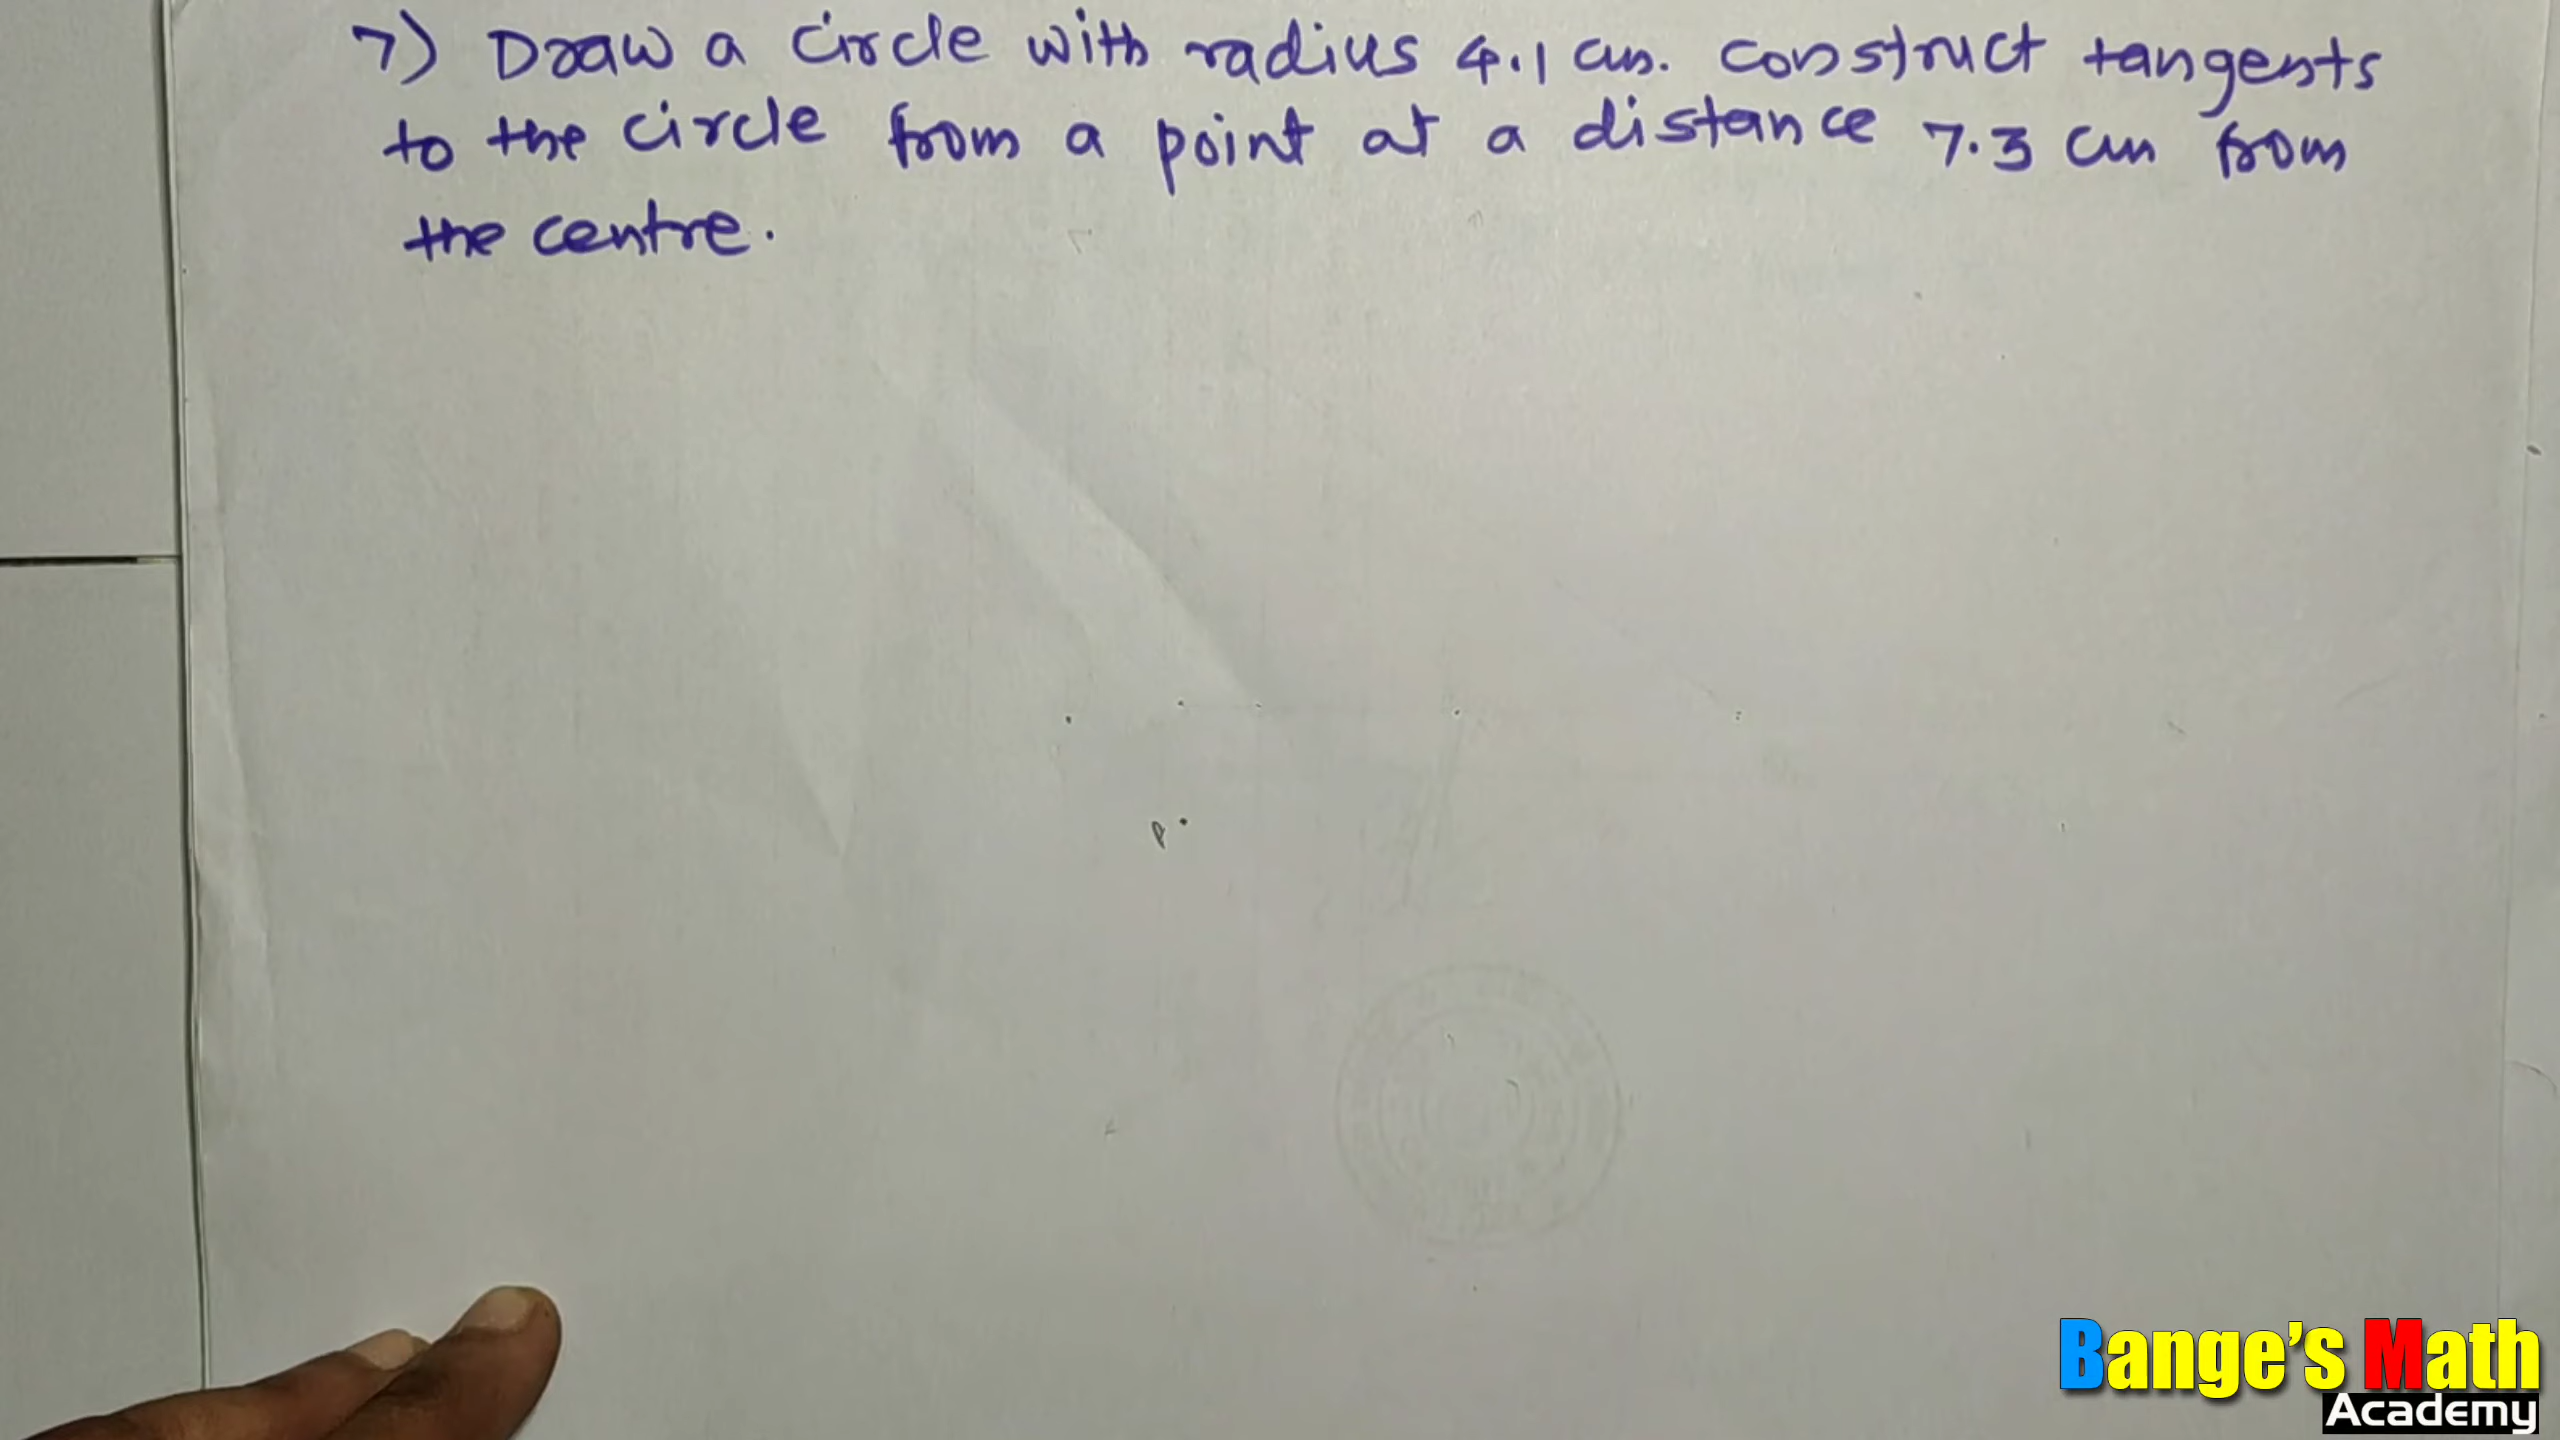 7) Draw a circle with radius 4.1 cm. construct tangents
to the circle from a point at a distance 7.3 cm from
the centre.
P
Bange's Math
Academy